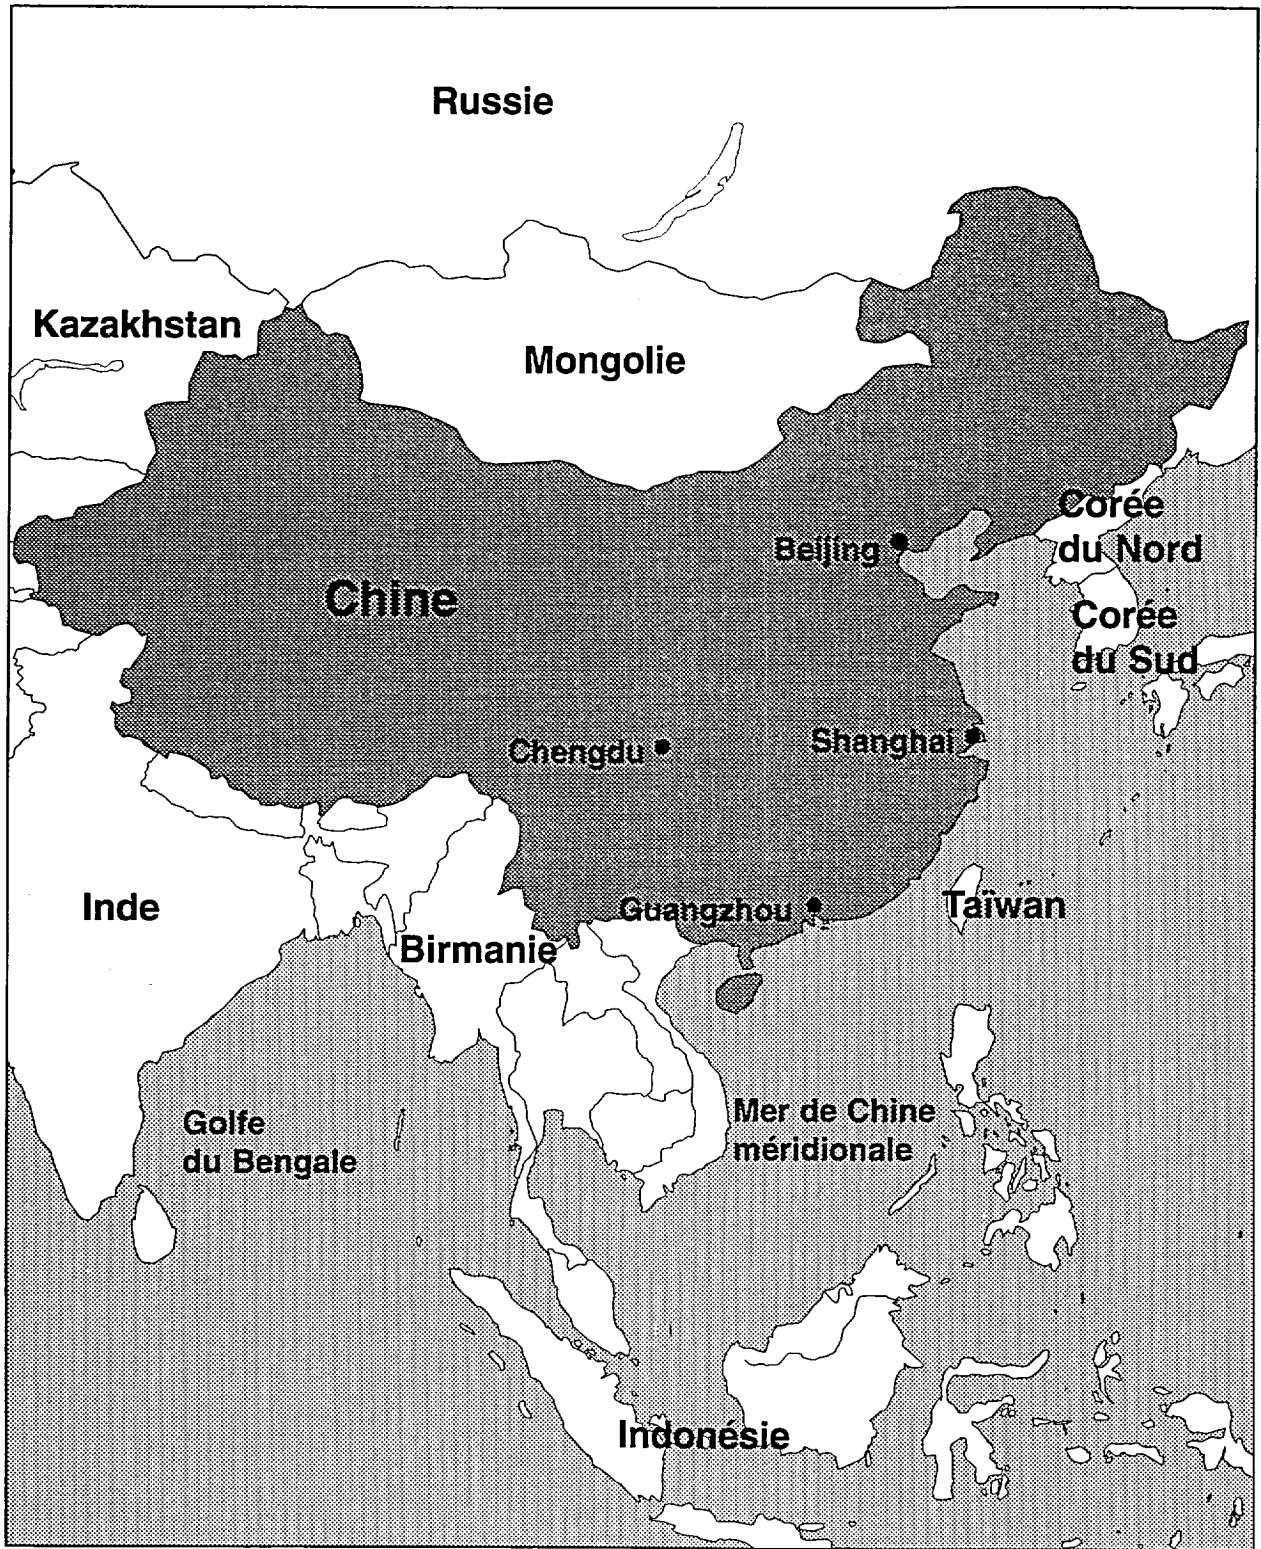 Russie
Kazakhstan
Mongolie
Corée
du Nord
Beijing
Chine
Corée
du Sud
Shanghai
Chengdu
Inde
Guangzhou
Taïwan
Birmanie
Golfe
du Bengale
Mer de Chine
méridionale
Indonésie